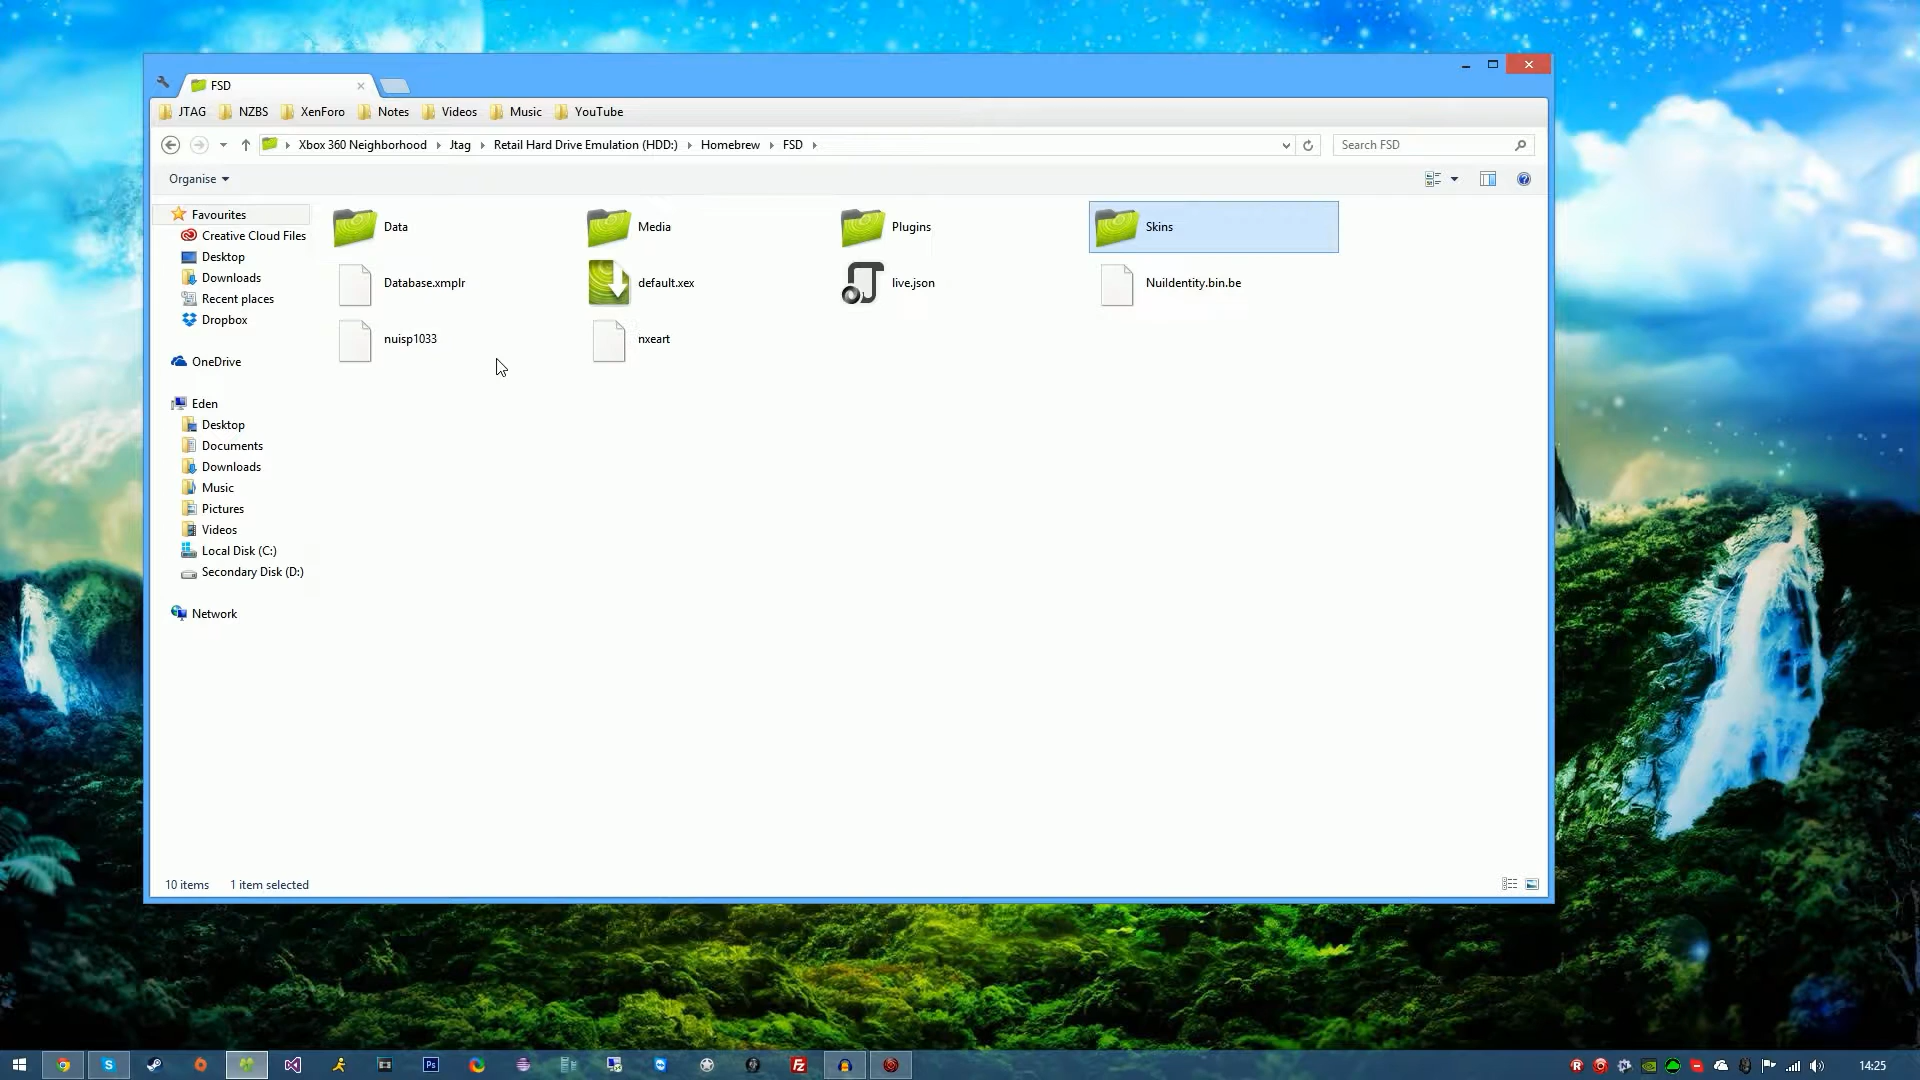 FSD
JTAG NZBS XenForo Notes Videos Music YouTube
Xbox 360 Neighborhood Jtag Retail Hard Drive Emulation (HDD:) Homebrew FSD
Search FSD
Organise
Favourites
Creative Cloud Files
Desktop
Downloads
Recent places
Dropbox
OneDrive
Eden
Desktop
Documents
Downloads
Music
Pictures
Videos
Local Disk (C:)
Secondary Disk (D:)
Network
Data Media Plugins Skins
Database.xmplr default.xex live.json NuiIdentity.bin.be
nuisp1033 nxeart
10 items 1 item selected
14:25